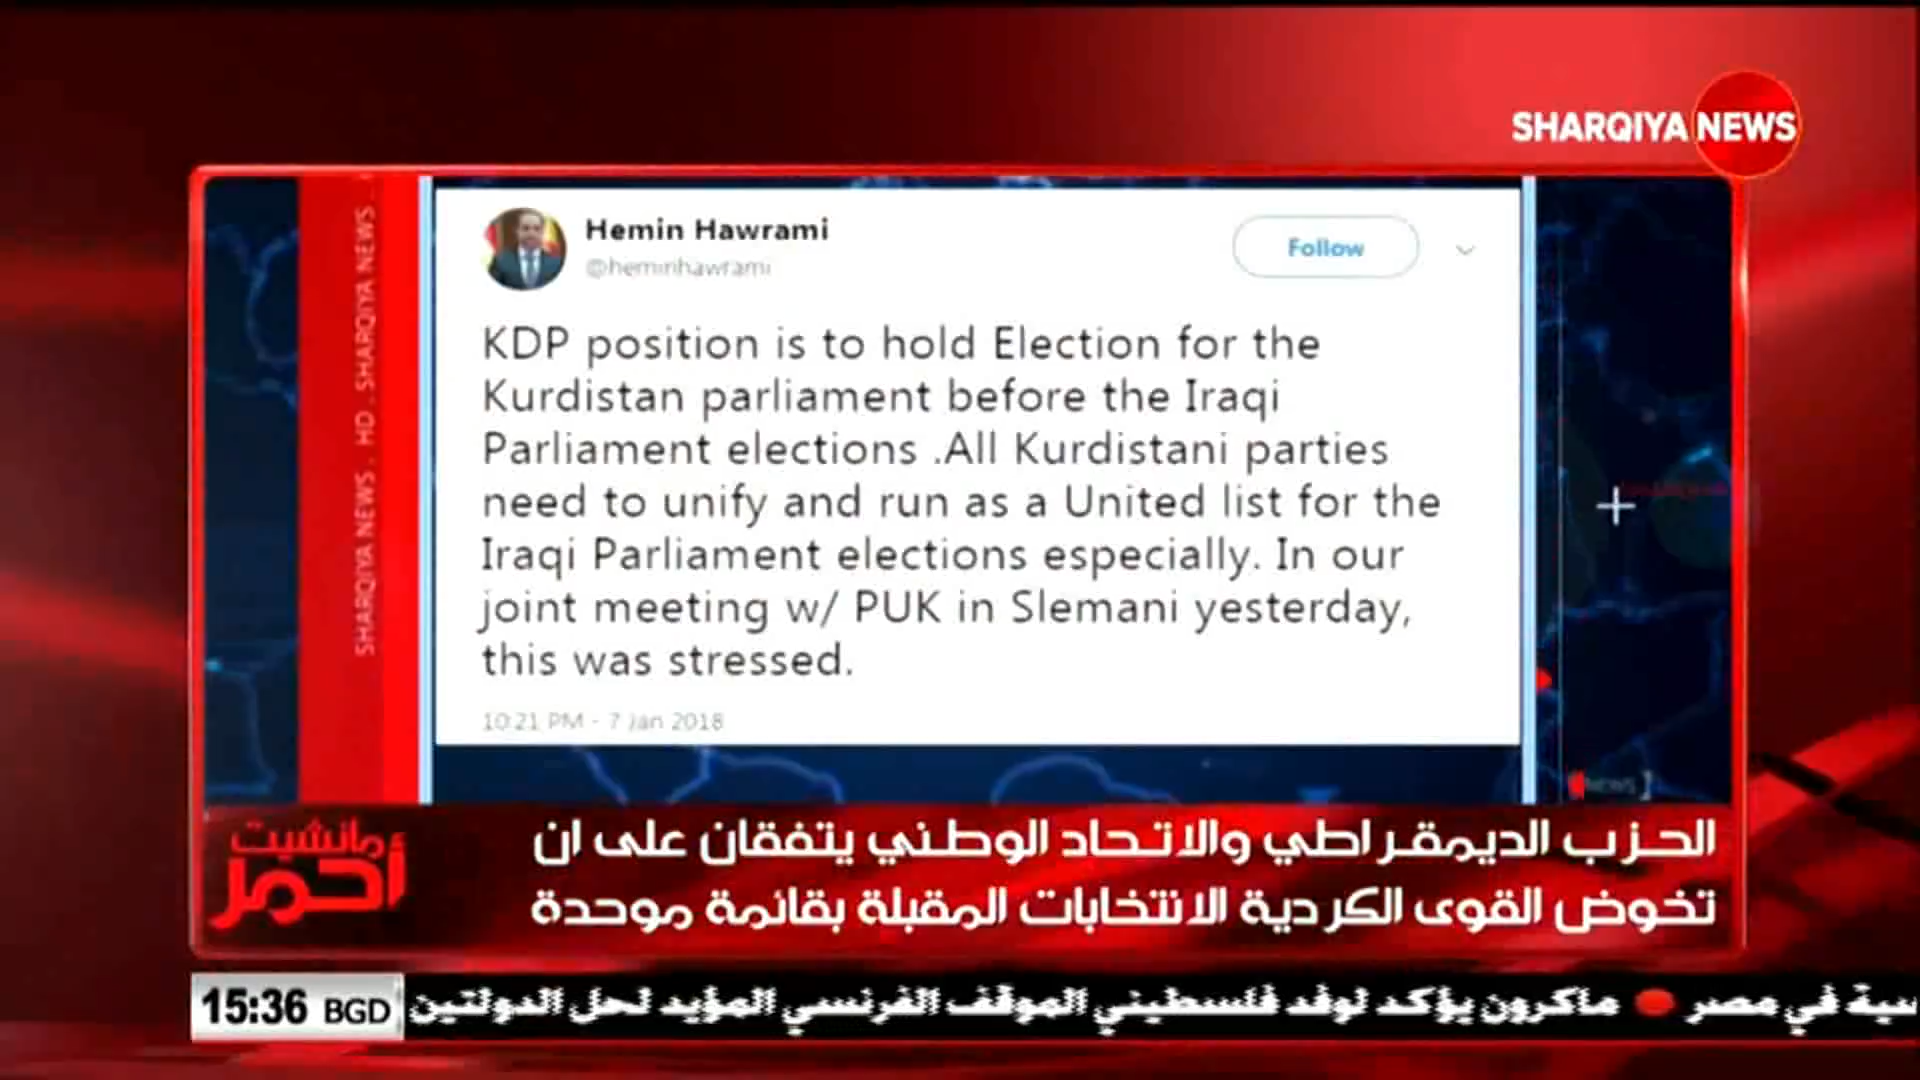 SHARQIYA NEWS
SHARQIYA NEWS . HD . SHARQIYA NEWS .
Hemin Hawrami
@heminhawrami
Follow
KDP position is to hold Election for the
Kurdistan parliament before the Iraqi
Parliament elections .All Kurdistani parties
need to unify and run as a United list for the
Iraqi Parliament elections especially. In our
joint meeting w/ PUK in Slemani yesterday,
this was stressed.
10:21 PM - 7 Jan 2018
NEWS]
مانشيت
أحمر
الحزب الديمقراطي والاتحاد الوطني يتفقان على ان
تخوض القوى الكردية الانتخابات المقبلة بقائمة موحدة
15:36 BGD
في مصر ● ماكرون يؤكد لوفد فلسطيني الموقف الفرنسي المؤيد لحل الدولتين